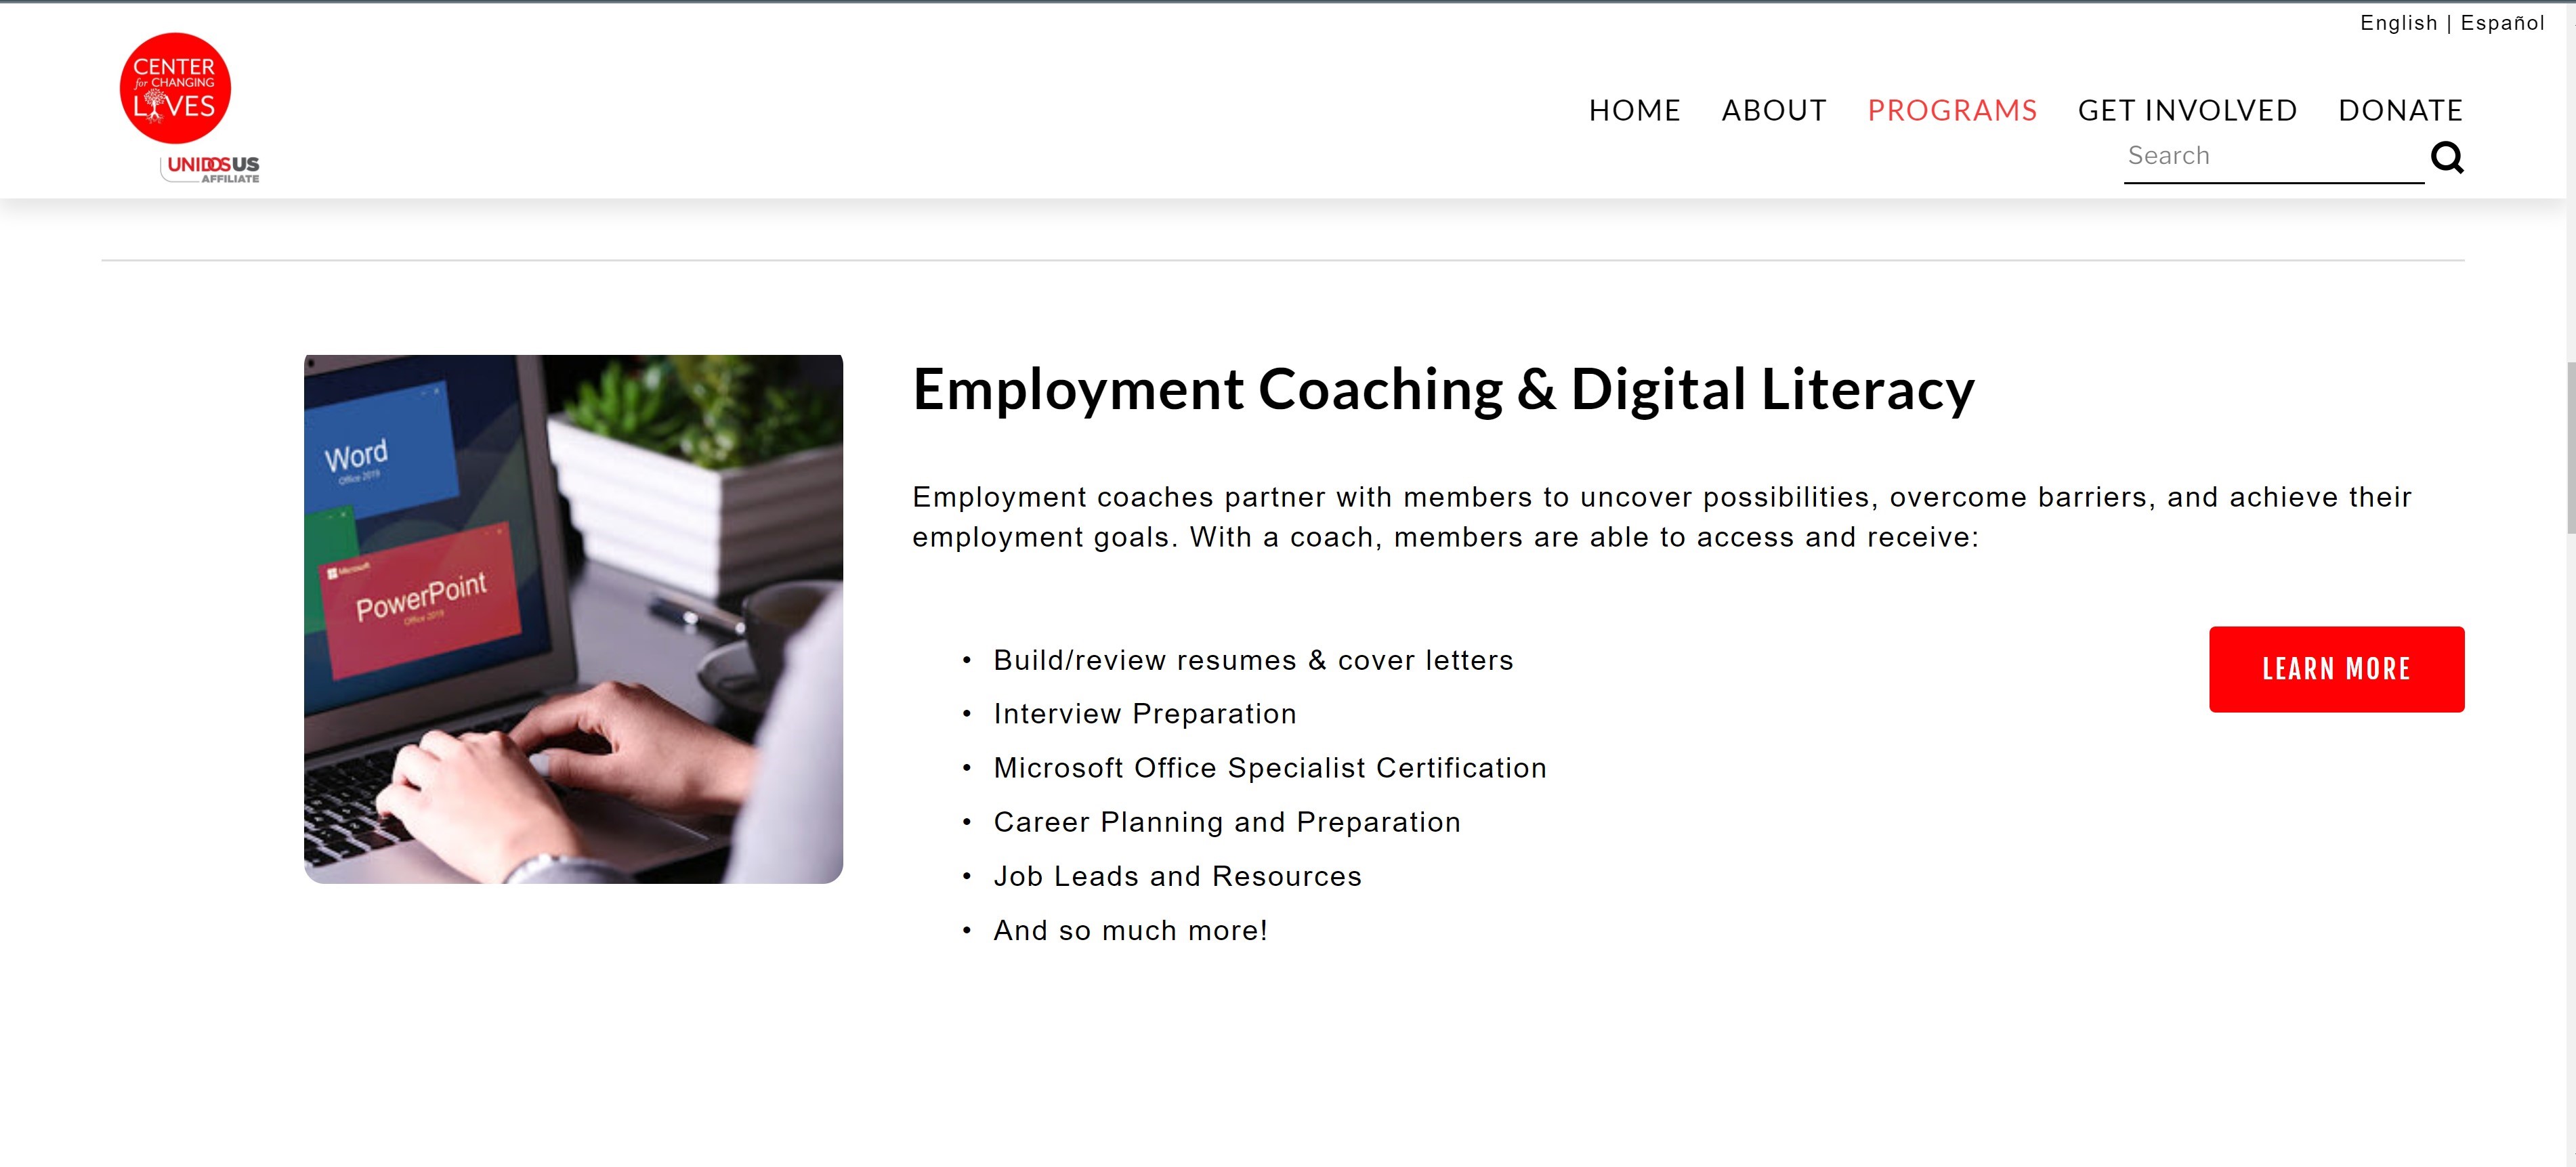 English | Español
CENTER
for CHANGING
LIVES
UNIDOSUS
AFFILIATE
HOME ABOUT PROGRAMS GET INVOLVED DONATE
Search
Word
Office 2019
Microsoft
PowerPoint
Office 2019
Employment Coaching & Digital Literacy
Employment coaches partner with members to uncover possibilities, overcome barriers, and achieve their
employment goals. With a coach, members are able to access and receive:
• Build/review resumes & cover letters
• Interview Preparation
• Microsoft Office Specialist Certification
• Career Planning and Preparation
• Job Leads and Resources
• And so much more!
LEARN MORE